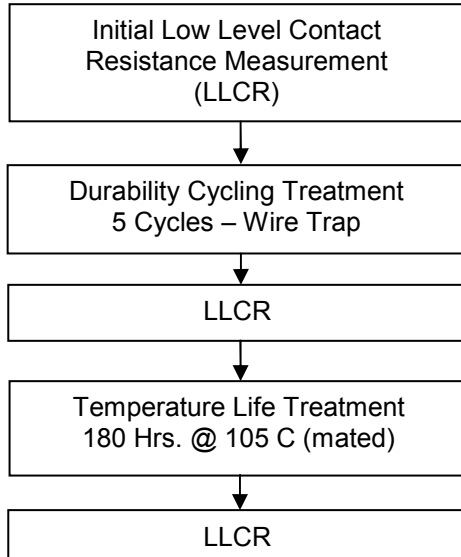 Initial Low Level Contact
Resistance Measurement
(LLCR)
Durability Cycling Treatment
5 Cycles – Wire Trap
LLCR
Temperature Life Treatment
180 Hrs. @ 105 C (mated)
LLCR